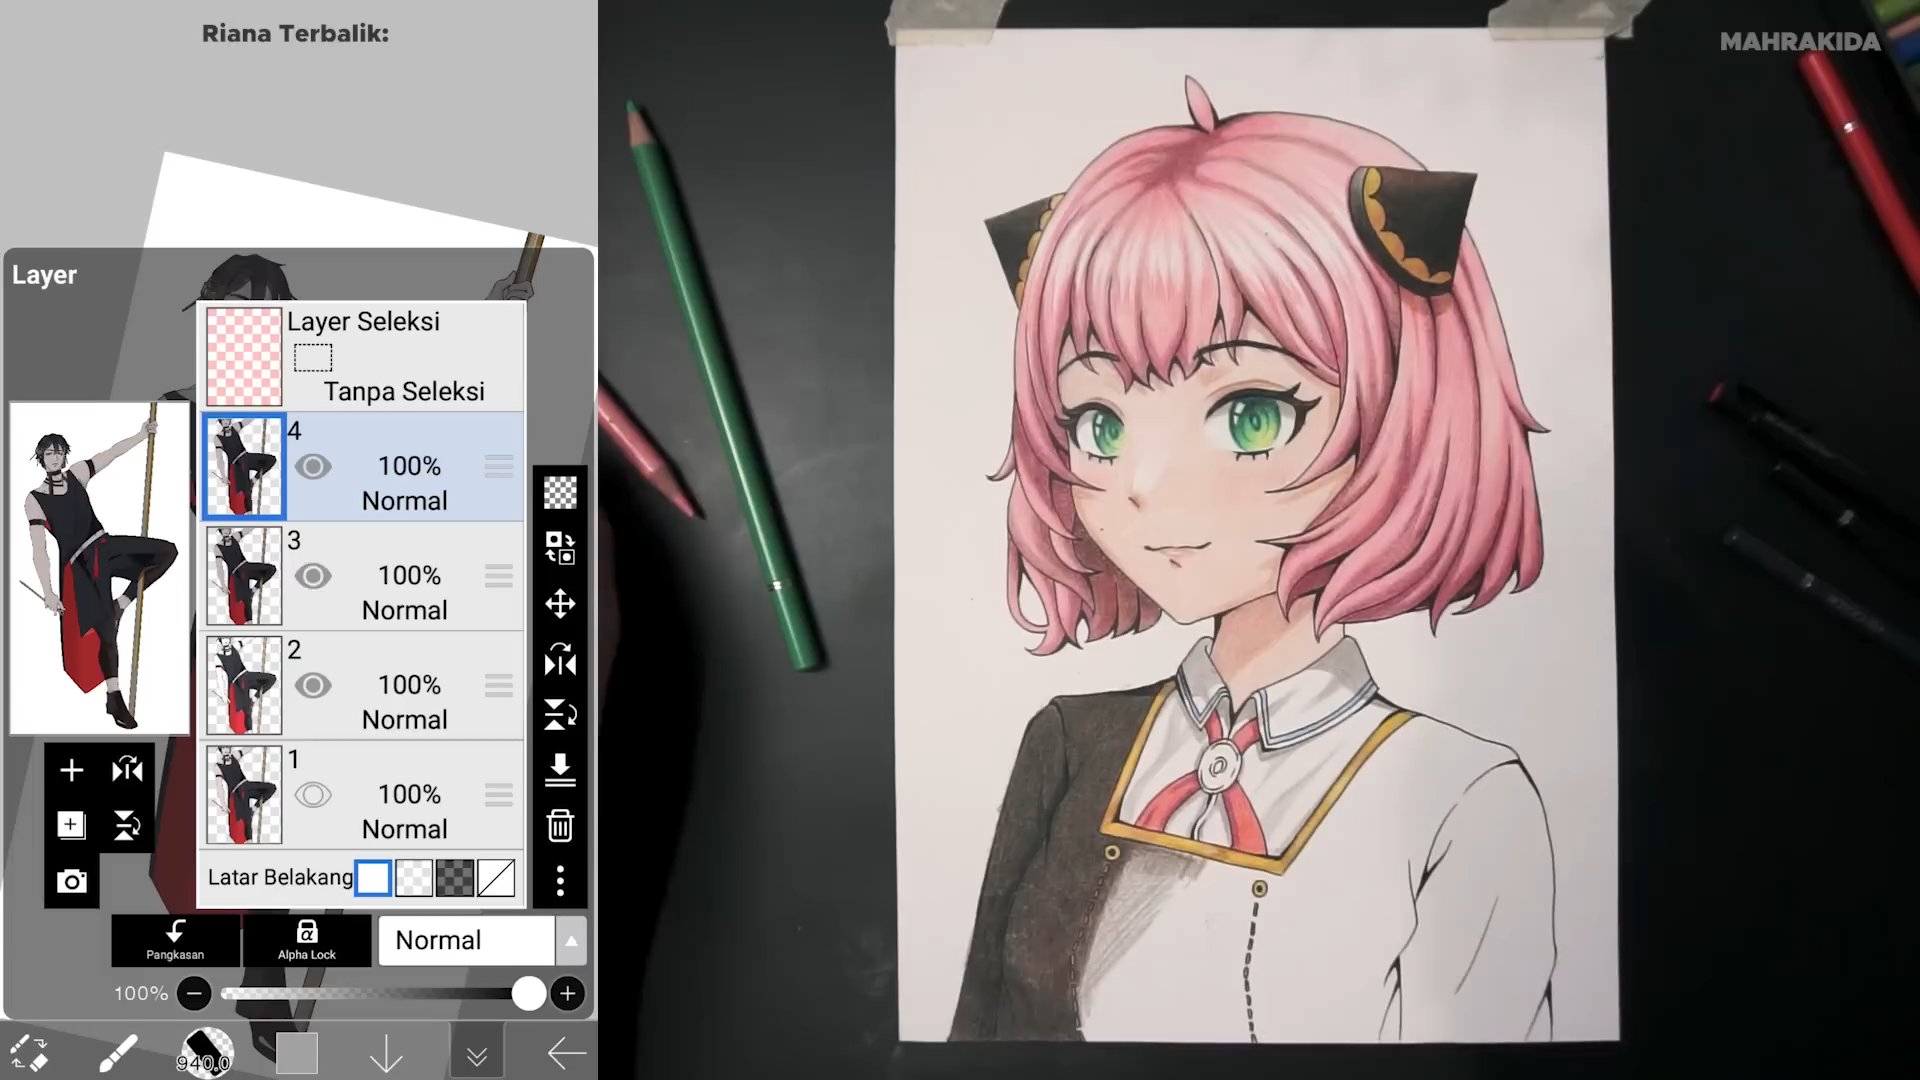 Riana Terbalik:
MAHRAKIDA
Layer
Layer Seleksi
Tanpa Seleksi
4
100%
Normal
3
100%
Normal
2
100%
Normal
1
100%
Normal
Latar Belakang
Pangkasan
α
Alpha Lock
Normal
100%
940.0